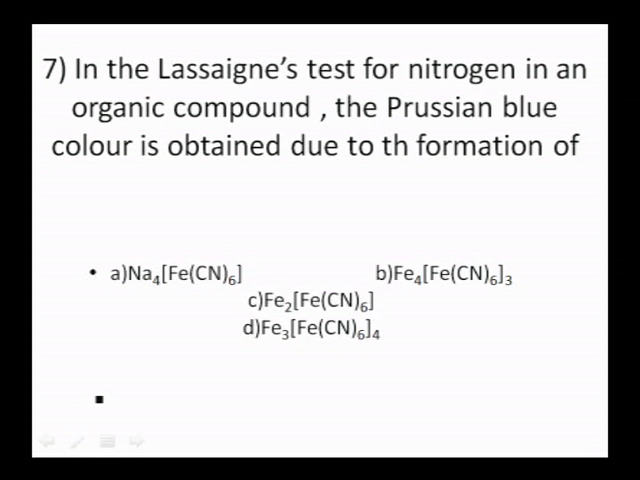 7) In the Lassaigne’s test for nitrogen in an
organic compound , the Prussian blue
colour is obtained due to th formation of
• a)Na₄[Fe(CN)₆] b)Fe₄[Fe(CN)₆]₃
c)Fe₂[Fe(CN)₆]
d)Fe₃[Fe(CN)₆]₄